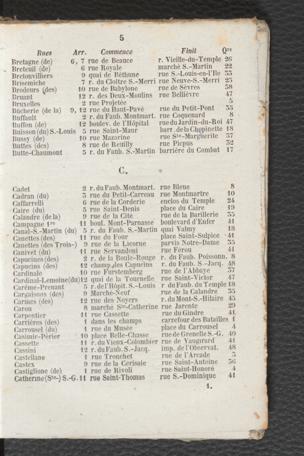 5
Rues Arr. Commence Finit Qrs
Bretagne (de) 6, 7 rue de Beauce r. Vieille-du-Temple 26
Breteuil (de) 6 rue Royale marché S.-Martin 22
Bretonvilliers 9 quai de Béthune rue S.-Louis-en-l'Ile 35
Brisemiche 7 r. du Cloître S.-Merri rue Neuve-S.-Merri 25
Brodeurs (des) 10 rue de Babylone rue de Sèvres 38
Bruant 12 r. des Deux-Moulins rue Bellièvre 47
Bruxelles 2 rue Projetée 5
Bûcherie (de la) 9, 12 rue du Haut-Pavé rue du Petit-Pont
Buffault 2 r. du Faub. Montmart. rue Coquenard 8
Buffon (de) 12 boulev. de l'Hôpital rue du Jardin-du-Roi 47
Buisson (du) S.-Louis 5 rue Saint-Maur barr. de la Chopinette 18
Bussy (de) 10 rue Mazarine rue Ste-Marguerite 37
Buttes (des) 8 rue de Reuilly rue Picpus 32
Butte-Chaumont 5 r. du Faub. S.-Martin barrière du Combat 17
C.
Cadet 2 r. du Faub. Montmart. rue Bleue 8
Cadran (du) 3 rue du Petit-Carreau rue Montmartre 10
Caffarrelli 6 rue de la Corderie enclos du Temple 24
Caire (du) 5 rue Saint-Denis place du Caire 19
Calandre (de la) 9 rue de la Cité rue de la Barillerie 35
Campagne 1re 11 boul. Mont-Parnasse boulevard d'Enfer 41
Canal-S.-Martin (du) 5 r. du Faub. S.-Martin quai Valmy 18
Canettes (des) 11 rue du Four place Saint-Sulpice 41
Canettes (des Trois-) 9 rue de la Licorne parvis Notre-Dame 35
Canivet (du) 11 rue Servandoni rue Férou 41
Capucines (des) 2 r. de la Boule-Rouge r. du Faub. Poissonn. 8
Capucins (des) 12 champ des Capucins r. du Faub. S.-Jacq. 48
Cardinale 10 rue Furstemberg rue de l'Abbaye 37
Cardinal-Lemoine (du) 12 quai de la Tournelle rue Saint-Victor 47
Carême-Prenant 5 r. de l'Hôpit. S.-Louis r. du Faub. du Temple 18
Cargaisons (des) 9 Marché-Neuf rue de la Calandre 35
Carmes (des) 12 rue des Noyers r. du Mont-S.-Hilaire 45
Caron 8 marché Ste-Catherine rue Jarente 29
Carpentier 11 rue Cassette rue du Gindre 41
Carrières (des) 1 dans les champs carrefour des Batailles 1
Carrousel (du) 1 rue du Musée place du Carrousel 4
Casimir-Périer 10 place Belle-Chasse rue de Grenelle S.-G. 40
Cassette 11 r. du Vieux-Colombier rue de Vaugirard 41
Cassini 12 r. du Faub. S.-Jacq. imp. de l'Observat. 48
Castellane 1 rue Tronchet rue de l'Arcade 5
Castex 9 rue de la Cerisaie rue Saint-Antoine 36
Castiglione (de) 1 rue de Rivoli rue Saint-Honoré 4
Catherine (Ste-) S.-G. 11 rue Saint-Thomas rue S.-Dominique 41
1.